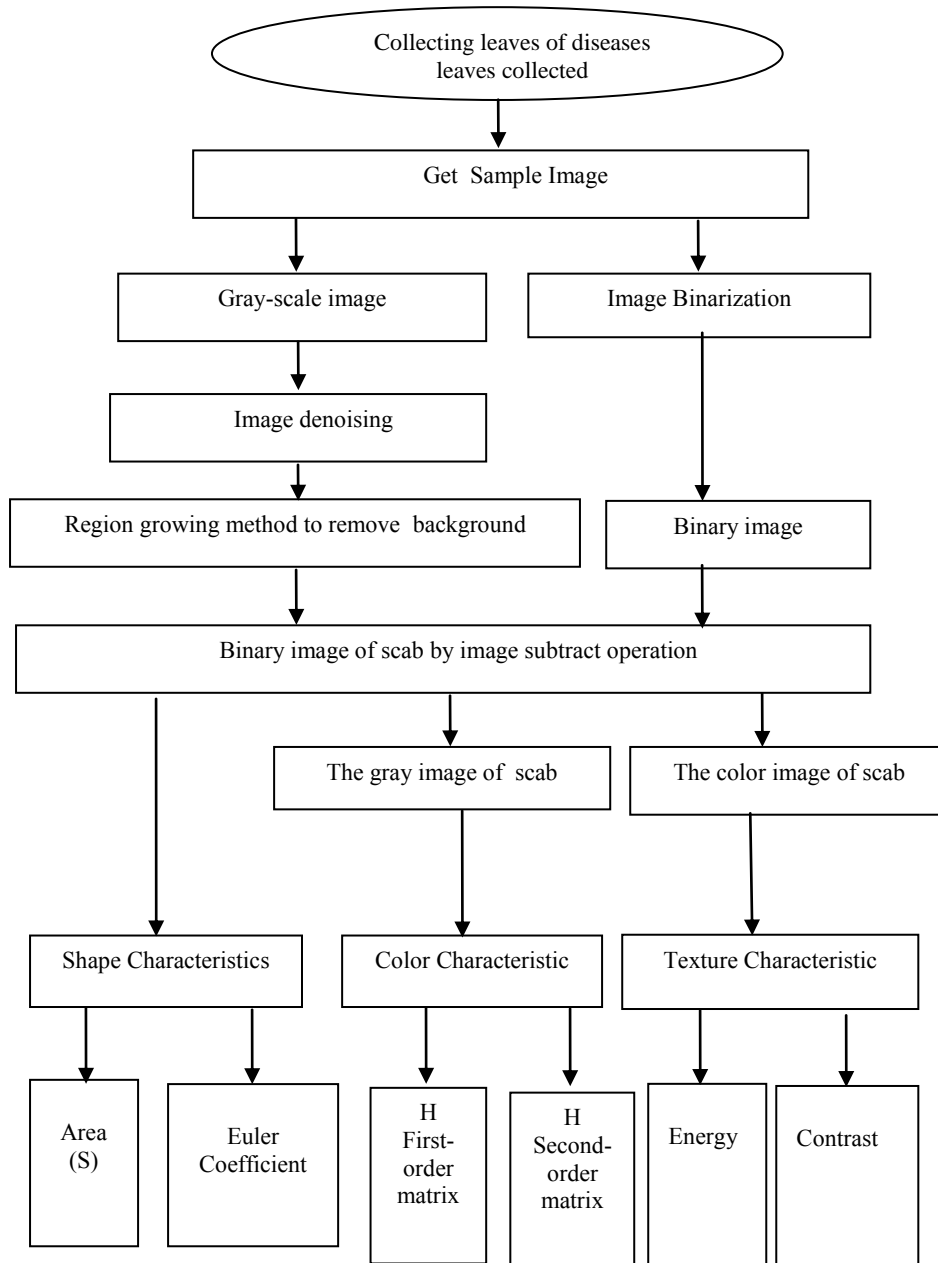 Collecting leaves of diseases
leaves collected
Get Sample Image
Gray-scale image
Image Binarization
Image denoising
Region growing method to remove background
Binary image
Binary image of scab by image subtract operation
The gray image of scab
The color image of scab
Shape Characteristics
Color Characteristic
Texture Characteristic
Area
(S)
Euler
Coefficient
H
First-
order
matrix
H
Second-
order
matrix
Energy
Contrast